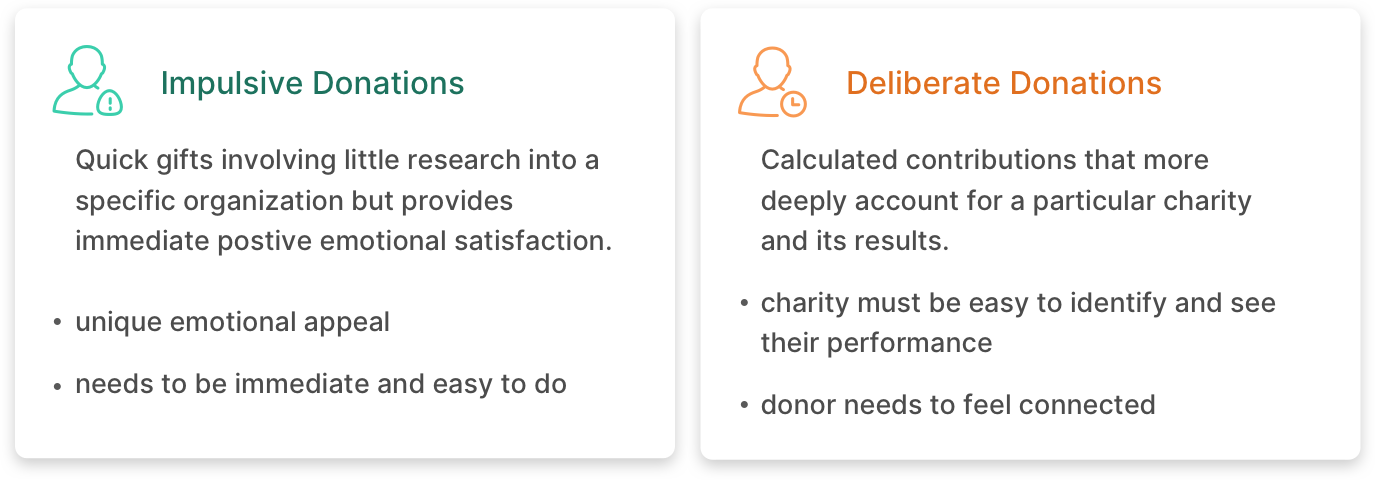 Impulsive Donations
Quick gifts involving little research into a
specific organization but provides
immediate postive emotional satisfaction.
• unique emotional appeal
• needs to be immediate and easy to do
Deliberate Donations
Calculated contributions that more
deeply account for a particular charity
and its results.
• charity must be easy to identify and see
their performance
• donor needs to feel connected